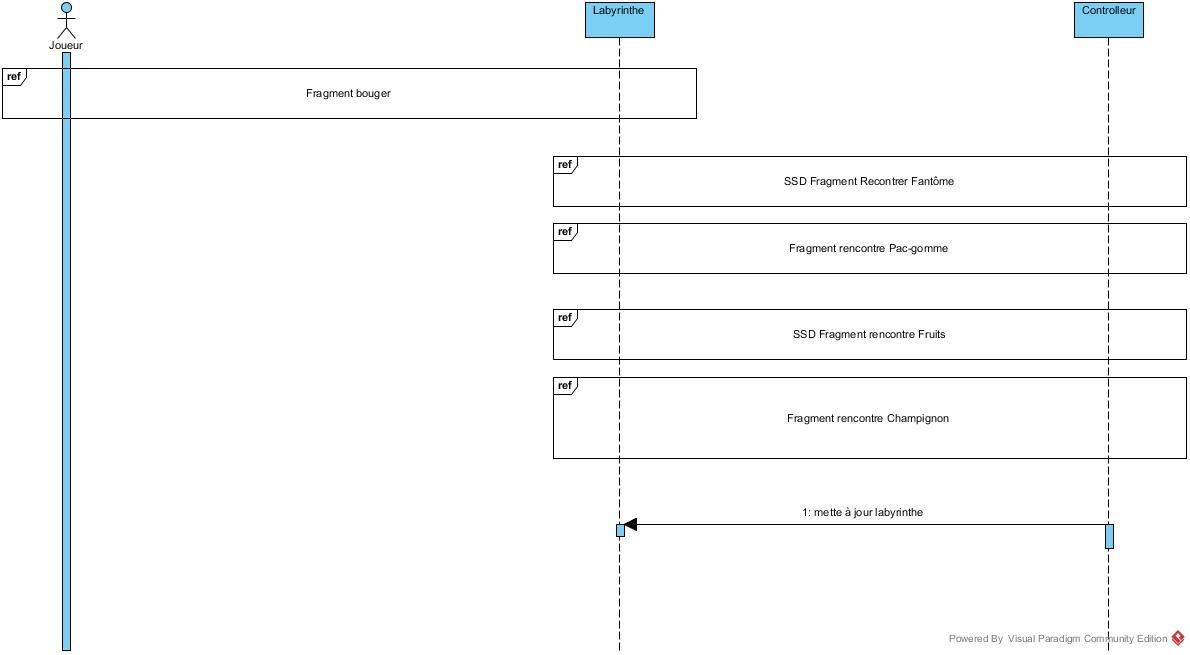 Joueur
Labyrinthe
Controlleur
ref
Fragment bouger
ref
SSD Fragment Recontrer Fantôme
ref
Fragment rencontre Pac-gomme
ref
SSD Fragment rencontre Fruits
ref
Fragment rencontre Champignon
1: mette à jour labyrinthe
Powered By Visual Paradigm Community Edition